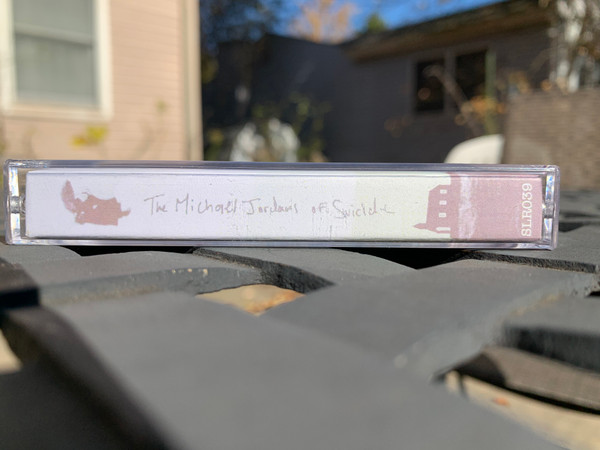 The Michael Jordans of Suicide
SLR039